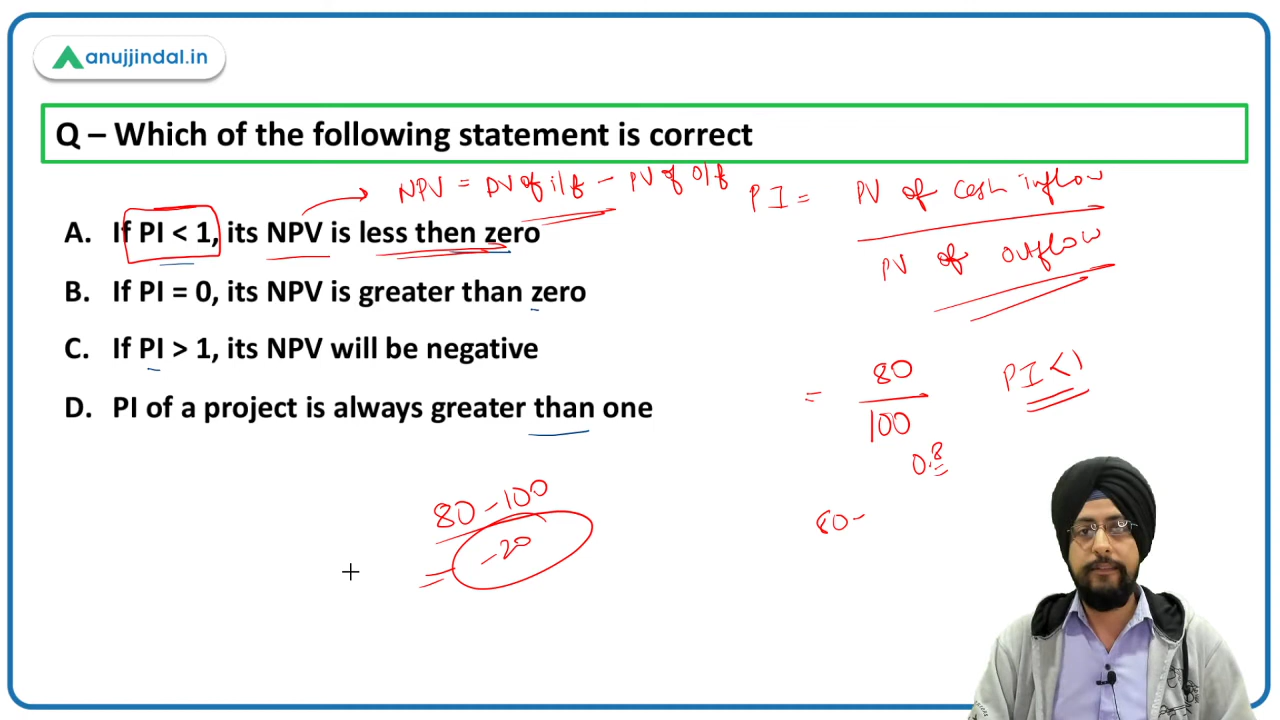 anujjindal.in
Q – Which of the following statement is correct
NPV = PV of i/f – PV of o/f
PI = PV of cash inflow
PV of outflow
A. If PI < 1, its NPV is less then zero
B. If PI = 0, its NPV is greater than zero
C. If PI > 1, its NPV will be negative
D. PI of a project is always greater than one
= 80
100
PI < 1
0.8
80 – 100
= – 20
80 –